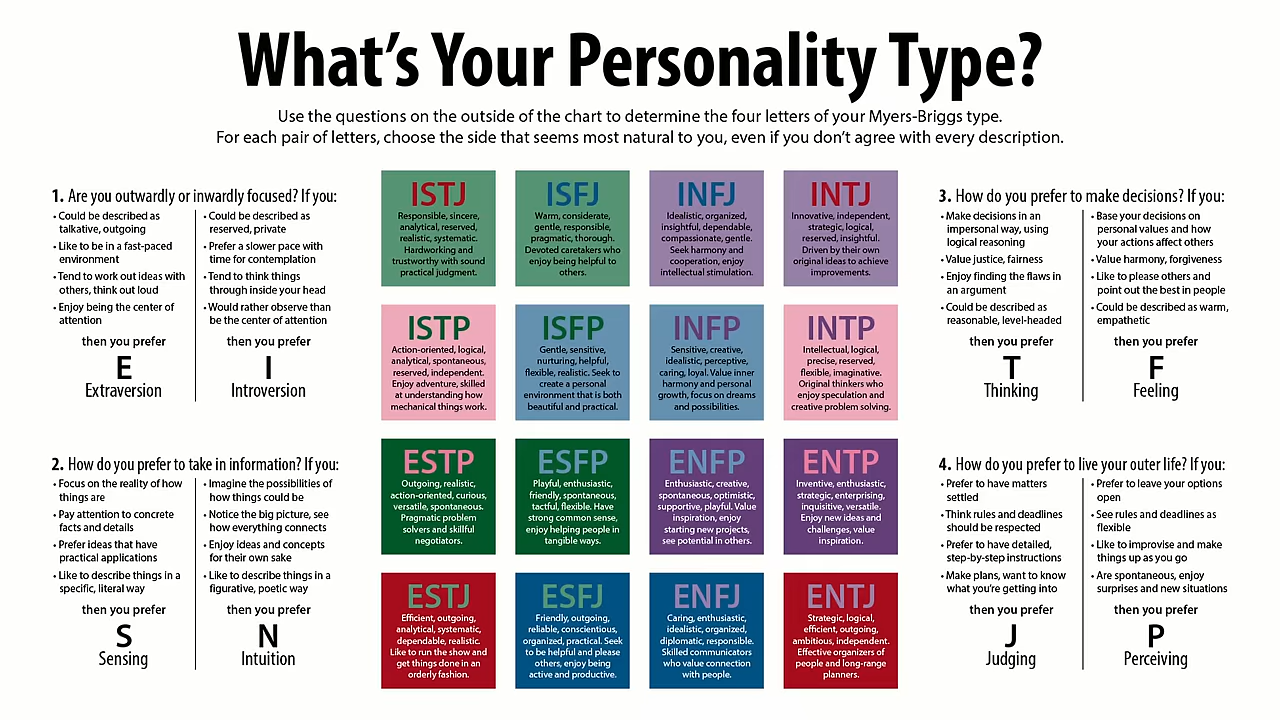 What's Your Personality Type?
Use the questions on the outside of the chart to determine the four letters of your Myers-Briggs type.
For each pair of letters, choose the side that seems most natural to you, even if you don't agree with every description.
1. Are you outwardly or inwardly focused? If you:
• Could be described as
talkative, outgoing
• Like to be in a fast-paced
environment
• Tend to work out ideas with
others, think out loud
• Enjoy being the center of
attention
then you prefer
E
Extraversion
• Could be described as
reserved, private
• Prefer a slower pace with
time for contemplation
• Tend to think things
through inside your head
• Would rather observe than
be the center of attention
then you prefer
I
Introversion
2. How do you prefer to take in information? If you:
• Focus on the reality of how
things are
• Pay attention to concrete
facts and details
• Prefer ideas that have
practical applications
• Like to describe things in a
specific, literal way
then you prefer
S
Sensing
• Imagine the possibilities of
how things could be
• Notice the big picture, see
how everything connects
• Enjoy ideas and concepts
for their own sake
• Like to describe things in a
figurative, poetic way
then you prefer
N
Intuition
ISTJ
Responsible, sincere,
analytical, reserved,
realistic, systematic.
Hardworking and
trustworthy with sound
practical judgment.
ISFJ
Warm, considerate,
gentle, responsible,
pragmatic, thorough.
Devoted caretakers who
enjoy being helpful to
others.
INFJ
Idealistic, organized,
insightful, dependable,
compassionate, gentle.
Seek harmony and
cooperation, enjoy
intellectual stimulation.
INTJ
Innovative, independent,
strategic, logical,
reserved, insightful.
Driven by their own
original ideas to achieve
improvements.
ISTP
Action-oriented, logical,
analytical, spontaneous,
reserved, independent.
Enjoy adventure, skilled
at understanding how
mechanical things work.
ISFP
Gentle, sensitive,
nurturing, helpful,
flexible, realistic. Seek to
create a personal
environment that is both
beautiful and practical.
INFP
Sensitive, creative,
idealistic, perceptive,
caring, loyal. Value inner
harmony and personal
growth, focus on dreams
and possibilities.
INTP
Intellectual, logical,
precise, reserved,
flexible, imaginative.
Original thinkers who
enjoy speculation and
creative problem solving.
ESTP
Outgoing, realistic,
action-oriented, curious,
versatile, spontaneous.
Pragmatic problem
solvers and skillful
negotiators.
ESFP
Playful, enthusiastic,
friendly, spontaneous,
tactful, flexible. Have
strong common sense,
enjoy helping people in
tangible ways.
ENFP
Enthusiastic, creative,
spontaneous, optimistic,
supportive, playful. Value
inspiration, enjoy
starting new projects,
see potential in others.
ENTP
Inventive, enthusiastic,
strategic, enterprising,
inquisitive, versatile.
Enjoy new ideas and
challenges, value
inspiration.
ESTJ
Efficient, outgoing,
analytical, systematic,
dependable, realistic.
Like to run the show and
get things done in an
orderly fashion.
ESFJ
Friendly, outgoing,
reliable, conscientious,
organized, practical. Seek
to be helpful and please
others, enjoy being
active and productive.
ENFJ
Caring, enthusiastic,
idealistic, organized,
diplomatic, responsible.
Skilled communicators
who value connection
with people.
ENTJ
Strategic, logical,
efficient, outgoing,
ambitious, independent.
Effective organizers of
people and long-range
planners.
3. How do you prefer to make decisions? If you:
• Make decisions in an
impersonal way, using
logical reasoning
• Value justice, fairness
• Enjoy finding the flaws in
an argument
• Could be described as
reasonable, level-headed
then you prefer
T
Thinking
• Base your decisions on
personal values and how
your actions affect others
• Value harmony, forgiveness
• Like to please others and
point out the best in people
• Could be described as warm,
empathetic
then you prefer
F
Feeling
4. How do you prefer to live your outer life? If you:
• Prefer to have matters
settled
• Think rules and deadlines
should be respected
• Prefer to have detailed,
step-by-step instructions
• Make plans, want to know
what you're getting into
then you prefer
J
Judging
• Prefer to leave your options
open
• See rules and deadlines as
flexible
• Like to improvise and make
things up as you go
• Are spontaneous, enjoy
surprises and new situations
then you prefer
P
Perceiving